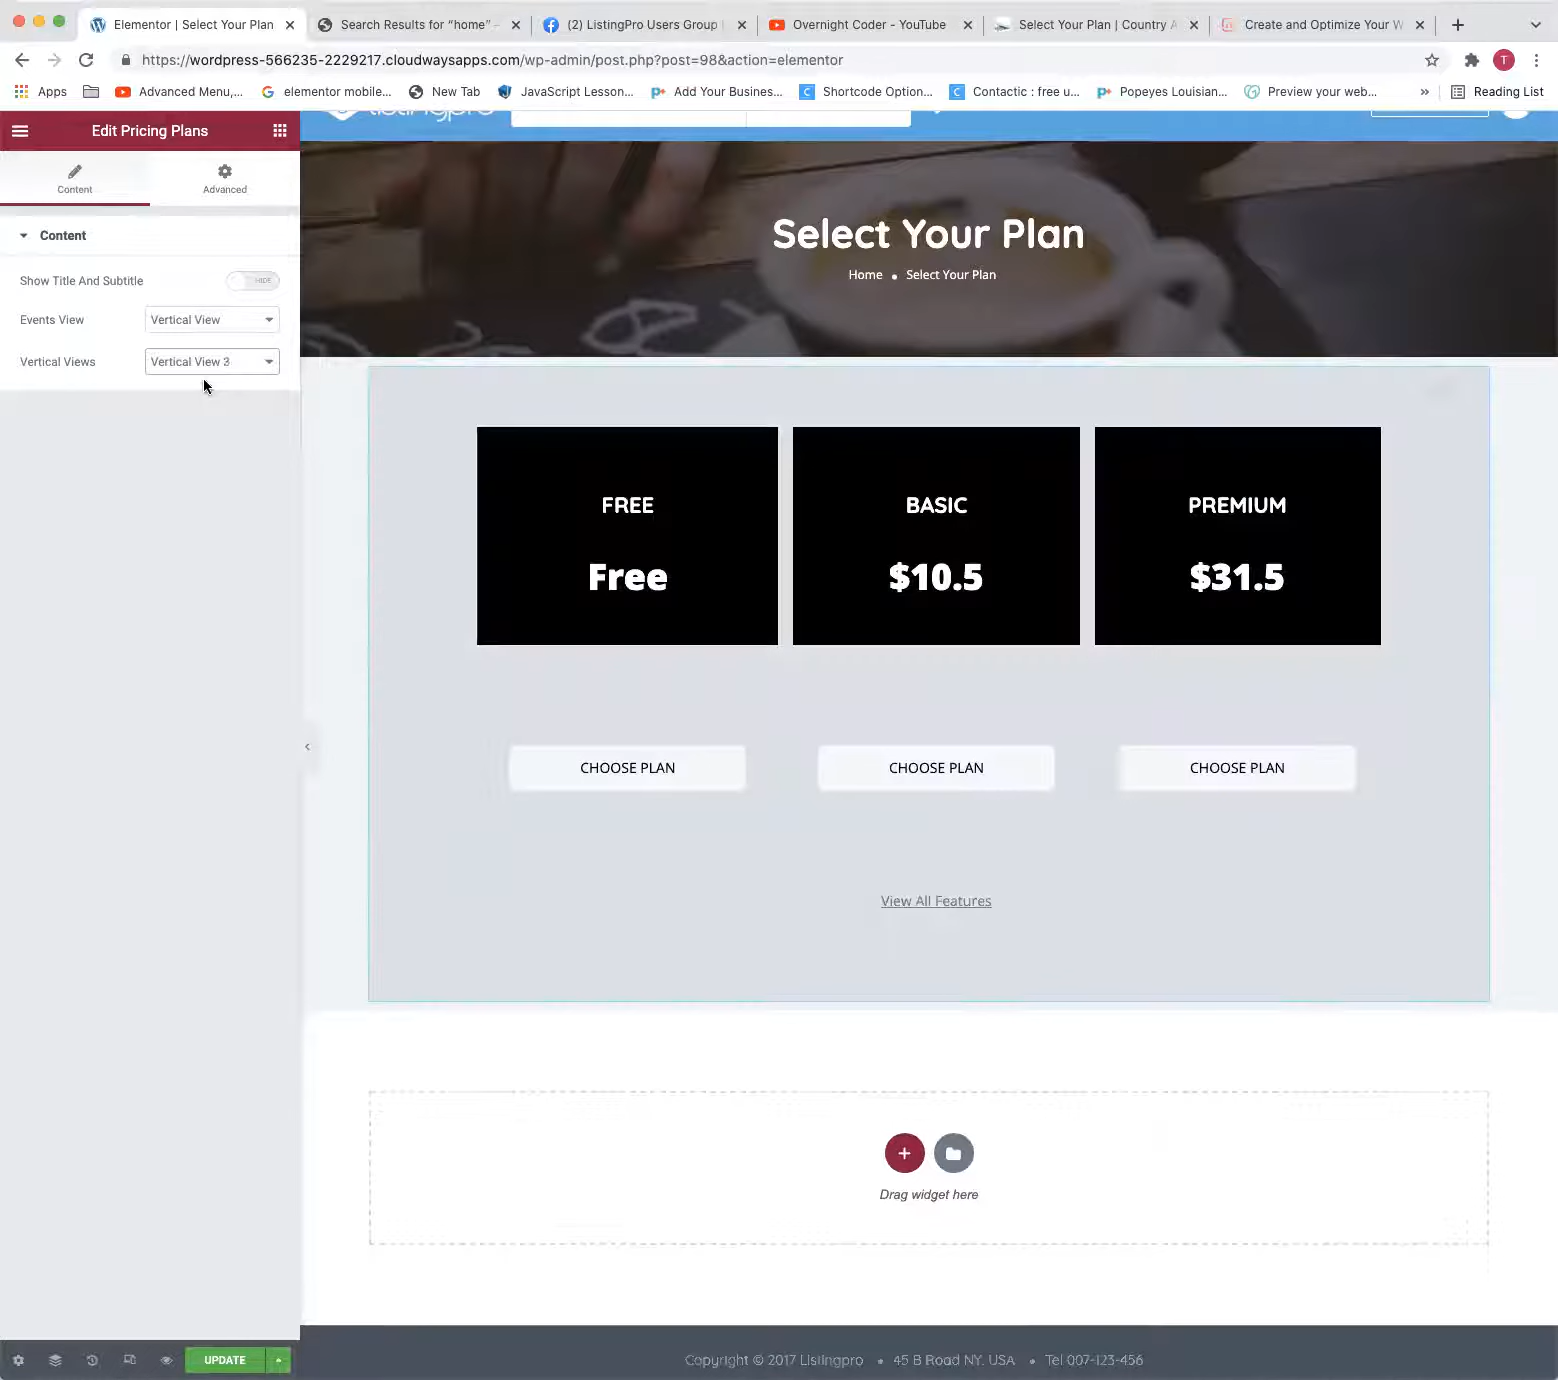 Elementor | Select Your Plan
Search Results for “home” –
(2) ListingPro Users Group
Overnight Coder - YouTube
Select Your Plan | Country A
Create and Optimize Your W
https://wordpress-566235-2229217.cloudwaysapps.com/wp-admin/post.php?post=98&action=elementor
T
Apps
Advanced Menu,...
elementor mobile...
New Tab
JavaScript Lesson...
Add Your Busines...
Shortcode Option...
Contactic : free u...
Popeyes Louisian...
Preview your web...
»
Reading List
Edit Pricing Plans
listingpro
Content
Advanced
Content
Show Title And Subtitle
HIDE
Events View
Vertical View
Vertical Views
Vertical View 3
Select Your Plan
Home • Select Your Plan
FREE
Free
BASIC
$10.5
PREMIUM
$31.5
CHOOSE PLAN
CHOOSE PLAN
CHOOSE PLAN
View All Features
Drag widget here
UPDATE
Copyright © 2017 Listingpro • 45 B Road NY. USA • Tel 007-123-456